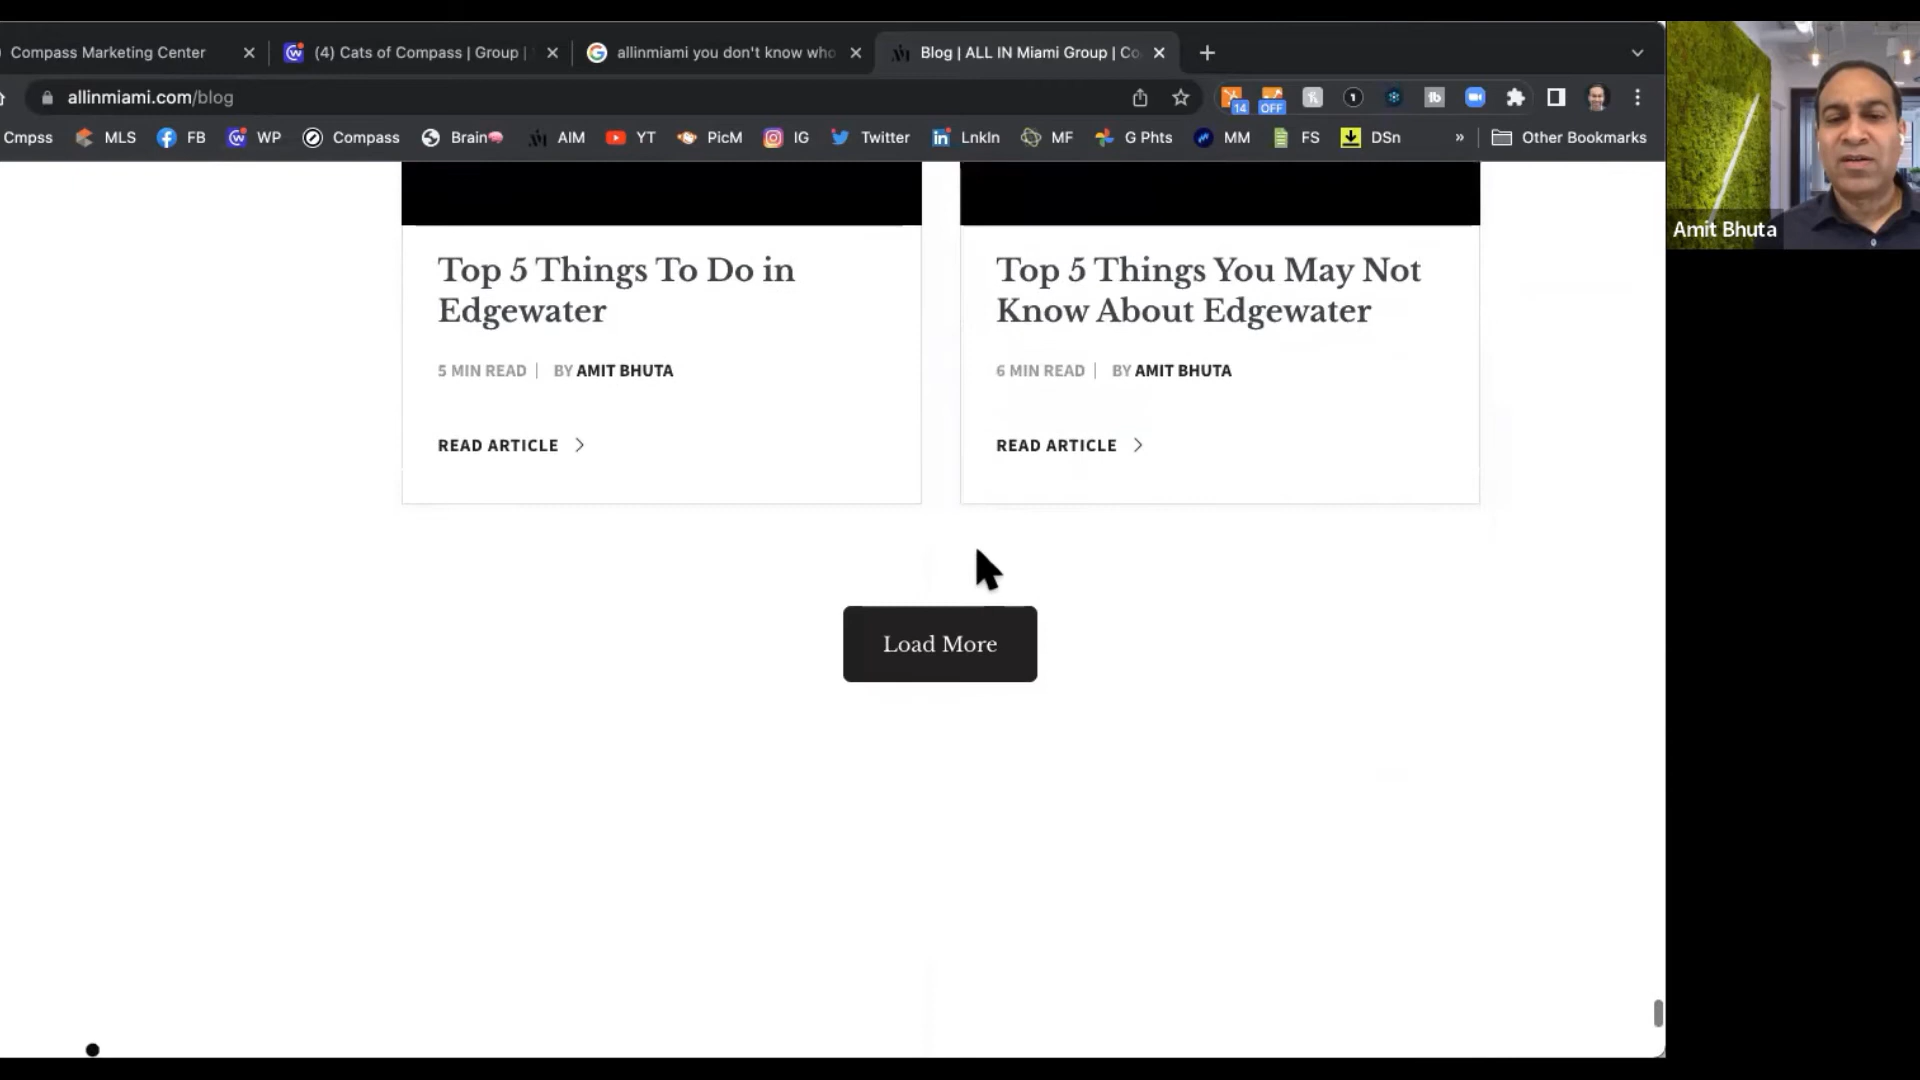 Compass Marketing Center
(4) Cats of Compass | Group |
allinmiami you don't know who
Blog | ALL IN Miami Group | Co
allinmiami.com/blog
14
OFF
1
tb
Cmpss
MLS
FB
WP
Compass
Brain
AIM
YT
PicM
IG
Twitter
LnkIn
MF
G Phts
MM
FS
DSn
»
Other Bookmarks
Amit Bhuta
Top 5 Things To Do in
Edgewater
5 MIN READ | BY AMIT BHUTA
READ ARTICLE
Top 5 Things You May Not
Know About Edgewater
6 MIN READ | BY AMIT BHUTA
READ ARTICLE
Load More